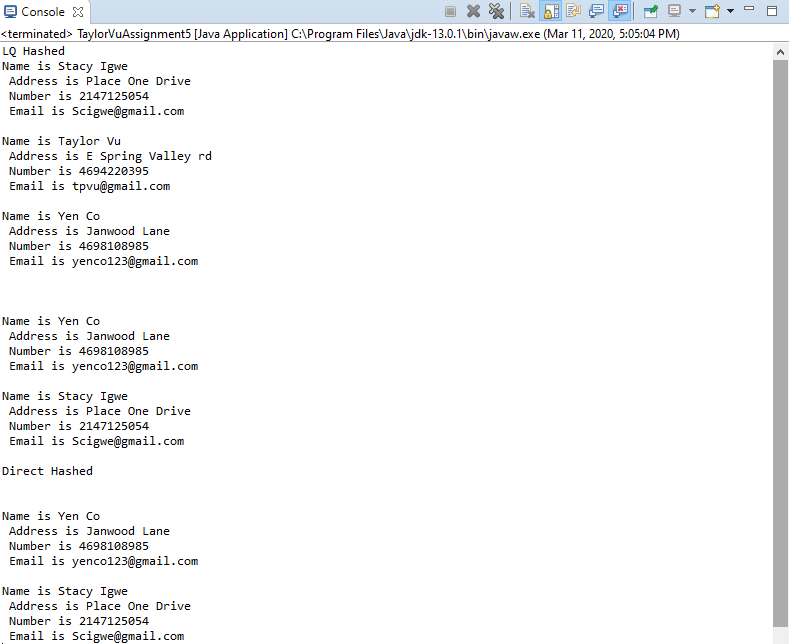 Console
<terminated> TaylorVuAssignment5 [Java Application] C:\Program Files\Java\jdk-13.0.1\bin\javaw.exe (Mar 11, 2020, 5:05:04 PM)
LQ Hashed
Name is Stacy Igwe
Address is Place One Drive
Number is 2147125054
Email is Scigwe@gmail.com
Name is Taylor Vu
Address is E Spring Valley rd
Number is 4694220395
Email is tpvu@gmail.com
Name is Yen Co
Address is Janwood Lane
Number is 4698108985
Email is yenco123@gmail.com
Name is Yen Co
Address is Janwood Lane
Number is 4698108985
Email is yenco123@gmail.com
Name is Stacy Igwe
Address is Place One Drive
Number is 2147125054
Email is Scigwe@gmail.com
Direct Hashed
Name is Yen Co
Address is Janwood Lane
Number is 4698108985
Email is yenco123@gmail.com
Name is Stacy Igwe
Address is Place One Drive
Number is 2147125054
Email is Scigwe@gmail.com